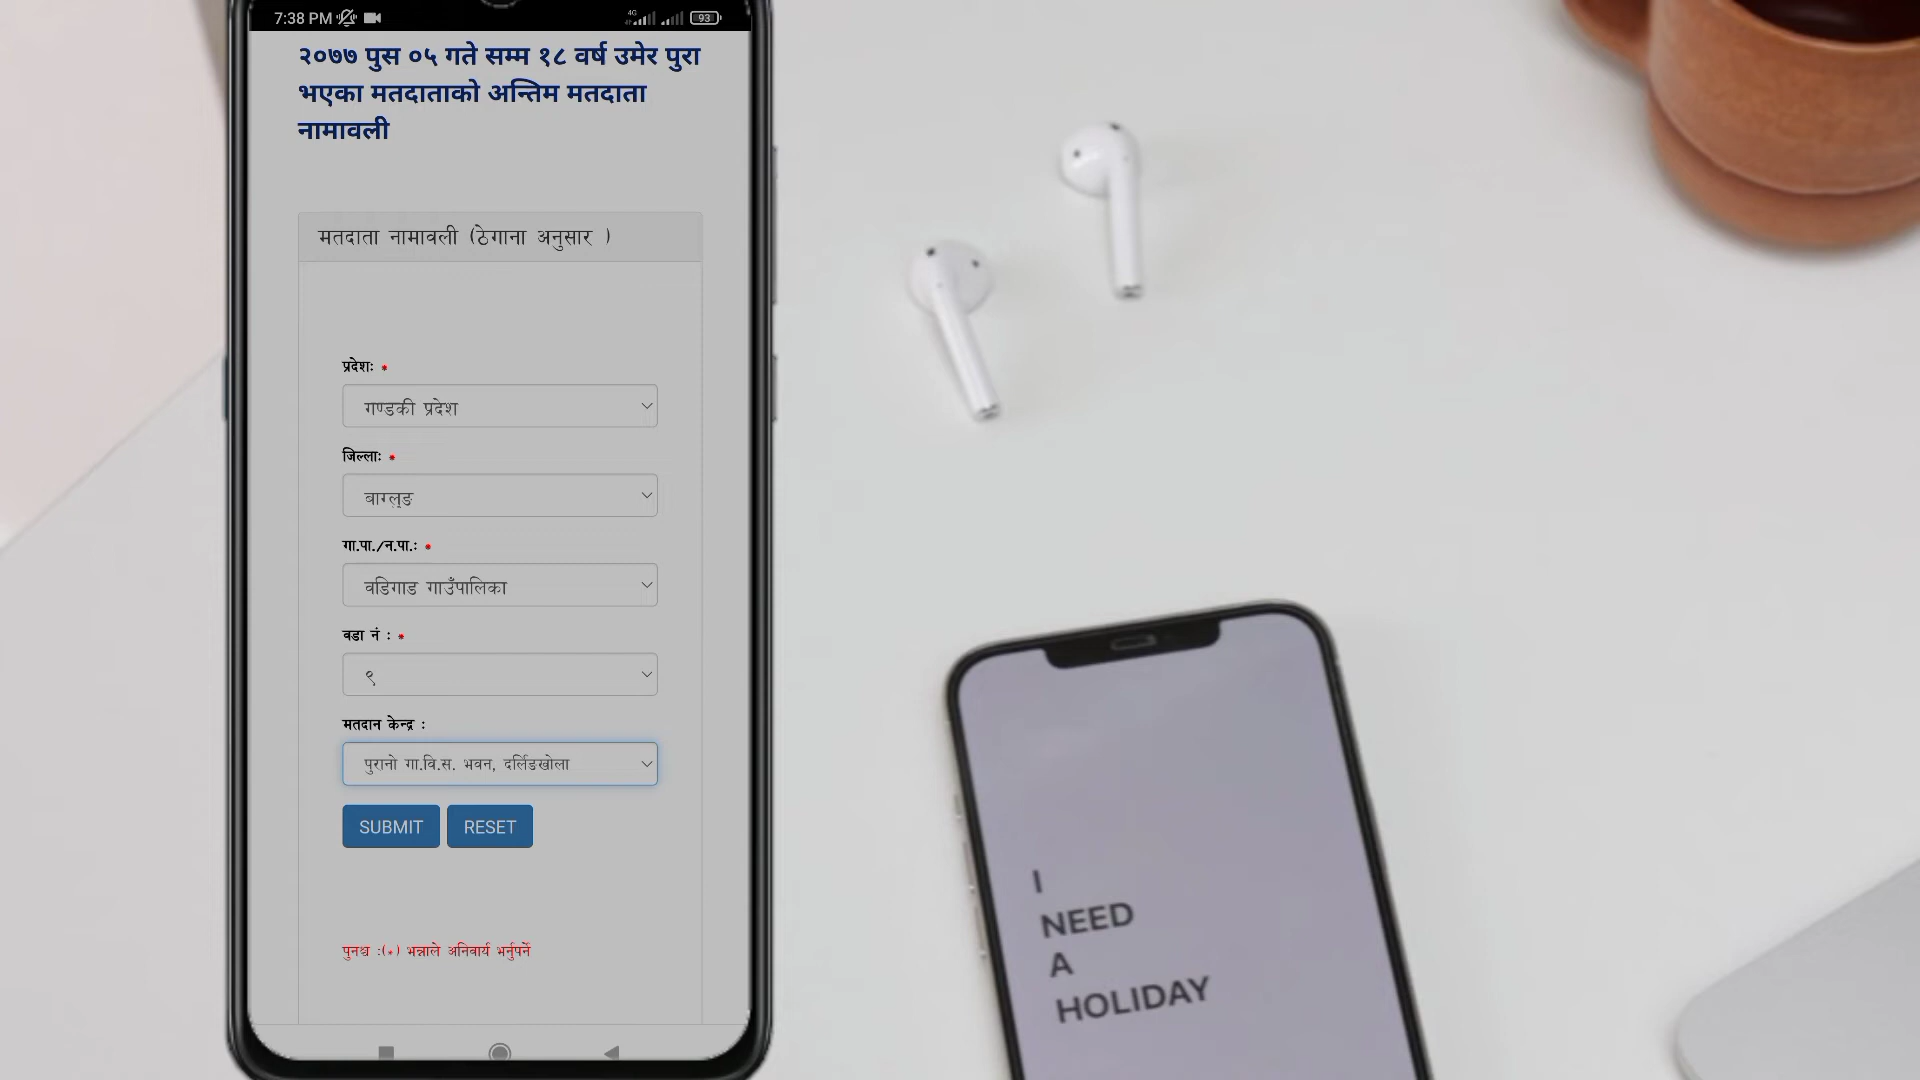 7:38 PM
4G
93
२०७७ पुस ०५ गते सम्म १८ वर्ष उमेर पुरा
भएका मतदाताको अन्तिम मतदाता
नामावली
मतदाता नामावली (ठेगाना अनुसार )
प्रदेशः *
गण्डकी प्रदेश
जिल्लाः *
बाग्लुङ
गा.पा./न.पा.: *
वडिगाड गाउँपालिका
वडा नं : *
९
मतदान केन्द्र :
पुरानो गा.वि.स. भवन, दर्लिङखोला
SUBMIT RESET
पुनश्च :(*) भन्नाले अनिवार्य भर्नुपर्ने
I
NEED
A
HOLIDAY